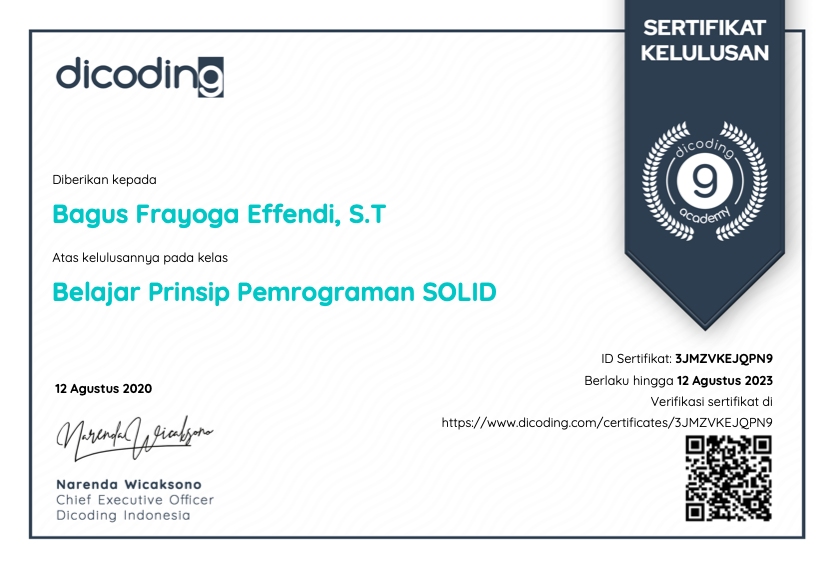 SERTIFIKAT
KELULUSAN
dicoding
dicoding
9
academy
Diberikan kepada
Bagus Frayoga Effendi, S.T
Atas kelulusannya pada kelas
Belajar Prinsip Pemrograman SOLID
ID Sertifikat: 3JMZVKEJQPN9
Berlaku hingga 12 Agustus 2023
Verifikasi sertifikat di
https://www.dicoding.com/certificates/3JMZVKEJQPN9
12 Agustus 2020
Narenda Wicaksono
Narenda Wicaksono
Chief Executive Officer
Dicoding Indonesia